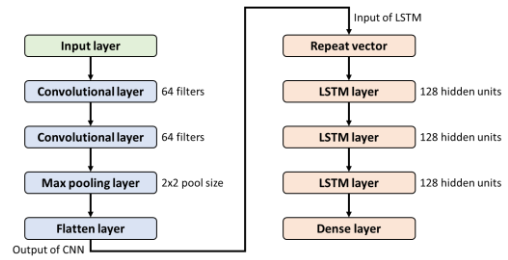 Input layer
Convolutional layer 64 filters
Convolutional layer 64 filters
Max pooling layer 2x2 pool size
Flatten layer
Output of CNN
Input of LSTM
Repeat vector
LSTM layer 128 hidden units
LSTM layer 128 hidden units
LSTM layer 128 hidden units
Dense layer